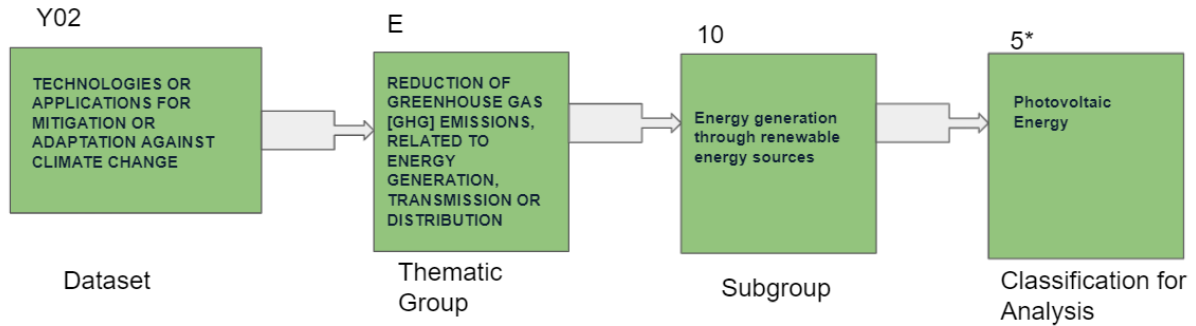 Y02
TECHNOLOGIES OR
APPLICATIONS FOR
MITIGATION OR
ADAPTATION AGAINST
CLIMATE CHANGE
Dataset
E
REDUCTION OF
GREENHOUSE GAS
[GHG] EMISSIONS,
RELATED TO
ENERGY
GENERATION,
TRANSMISSION OR
DISTRIBUTION
Thematic
Group
10
Energy generation
through renewable
energy sources
Subgroup
5*
Photovoltaic
Energy
Classification for
Analysis